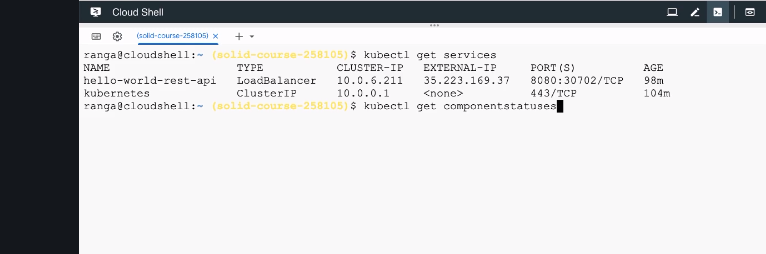 Cloud Shell
(solid-course-258105)
ranga@cloudshell:~ (solid-course-258105)$ kubectl get services
NAME TYPE CLUSTER-IP EXTERNAL-IP PORT(S) AGE
hello-world-rest-api LoadBalancer 10.0.6.211 35.223.169.37 8080:30702/TCP 98m
kubernetes ClusterIP 10.0.0.1 <none> 443/TCP 104m
ranga@cloudshell:~ (solid-course-258105)$ kubectl get componentstatuses